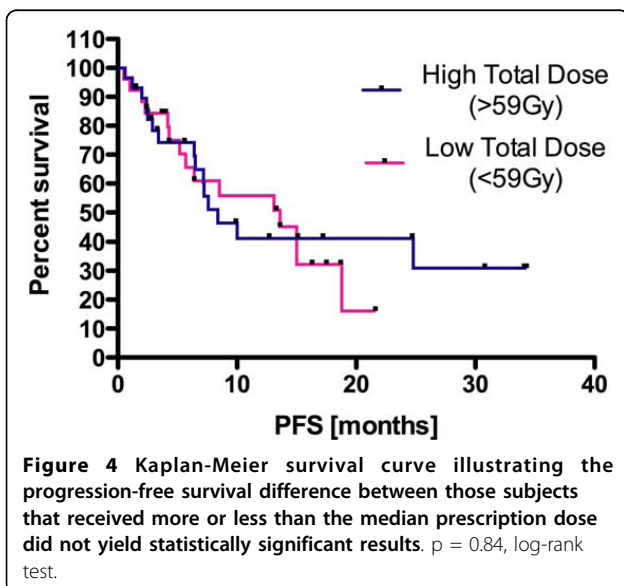 110
100
90
80
70
60
50
40
30
20
10
0
Percent survival
High Total Dose
(>59Gy)
Low Total Dose
(<59Gy)
0 10 20 30 40
PFS [months]
Figure 4 Kaplan-Meier survival curve illustrating the
progression-free survival difference between those subjects
that received more or less than the median prescription dose
did not yield statistically significant results. p = 0.84, log-rank
test.